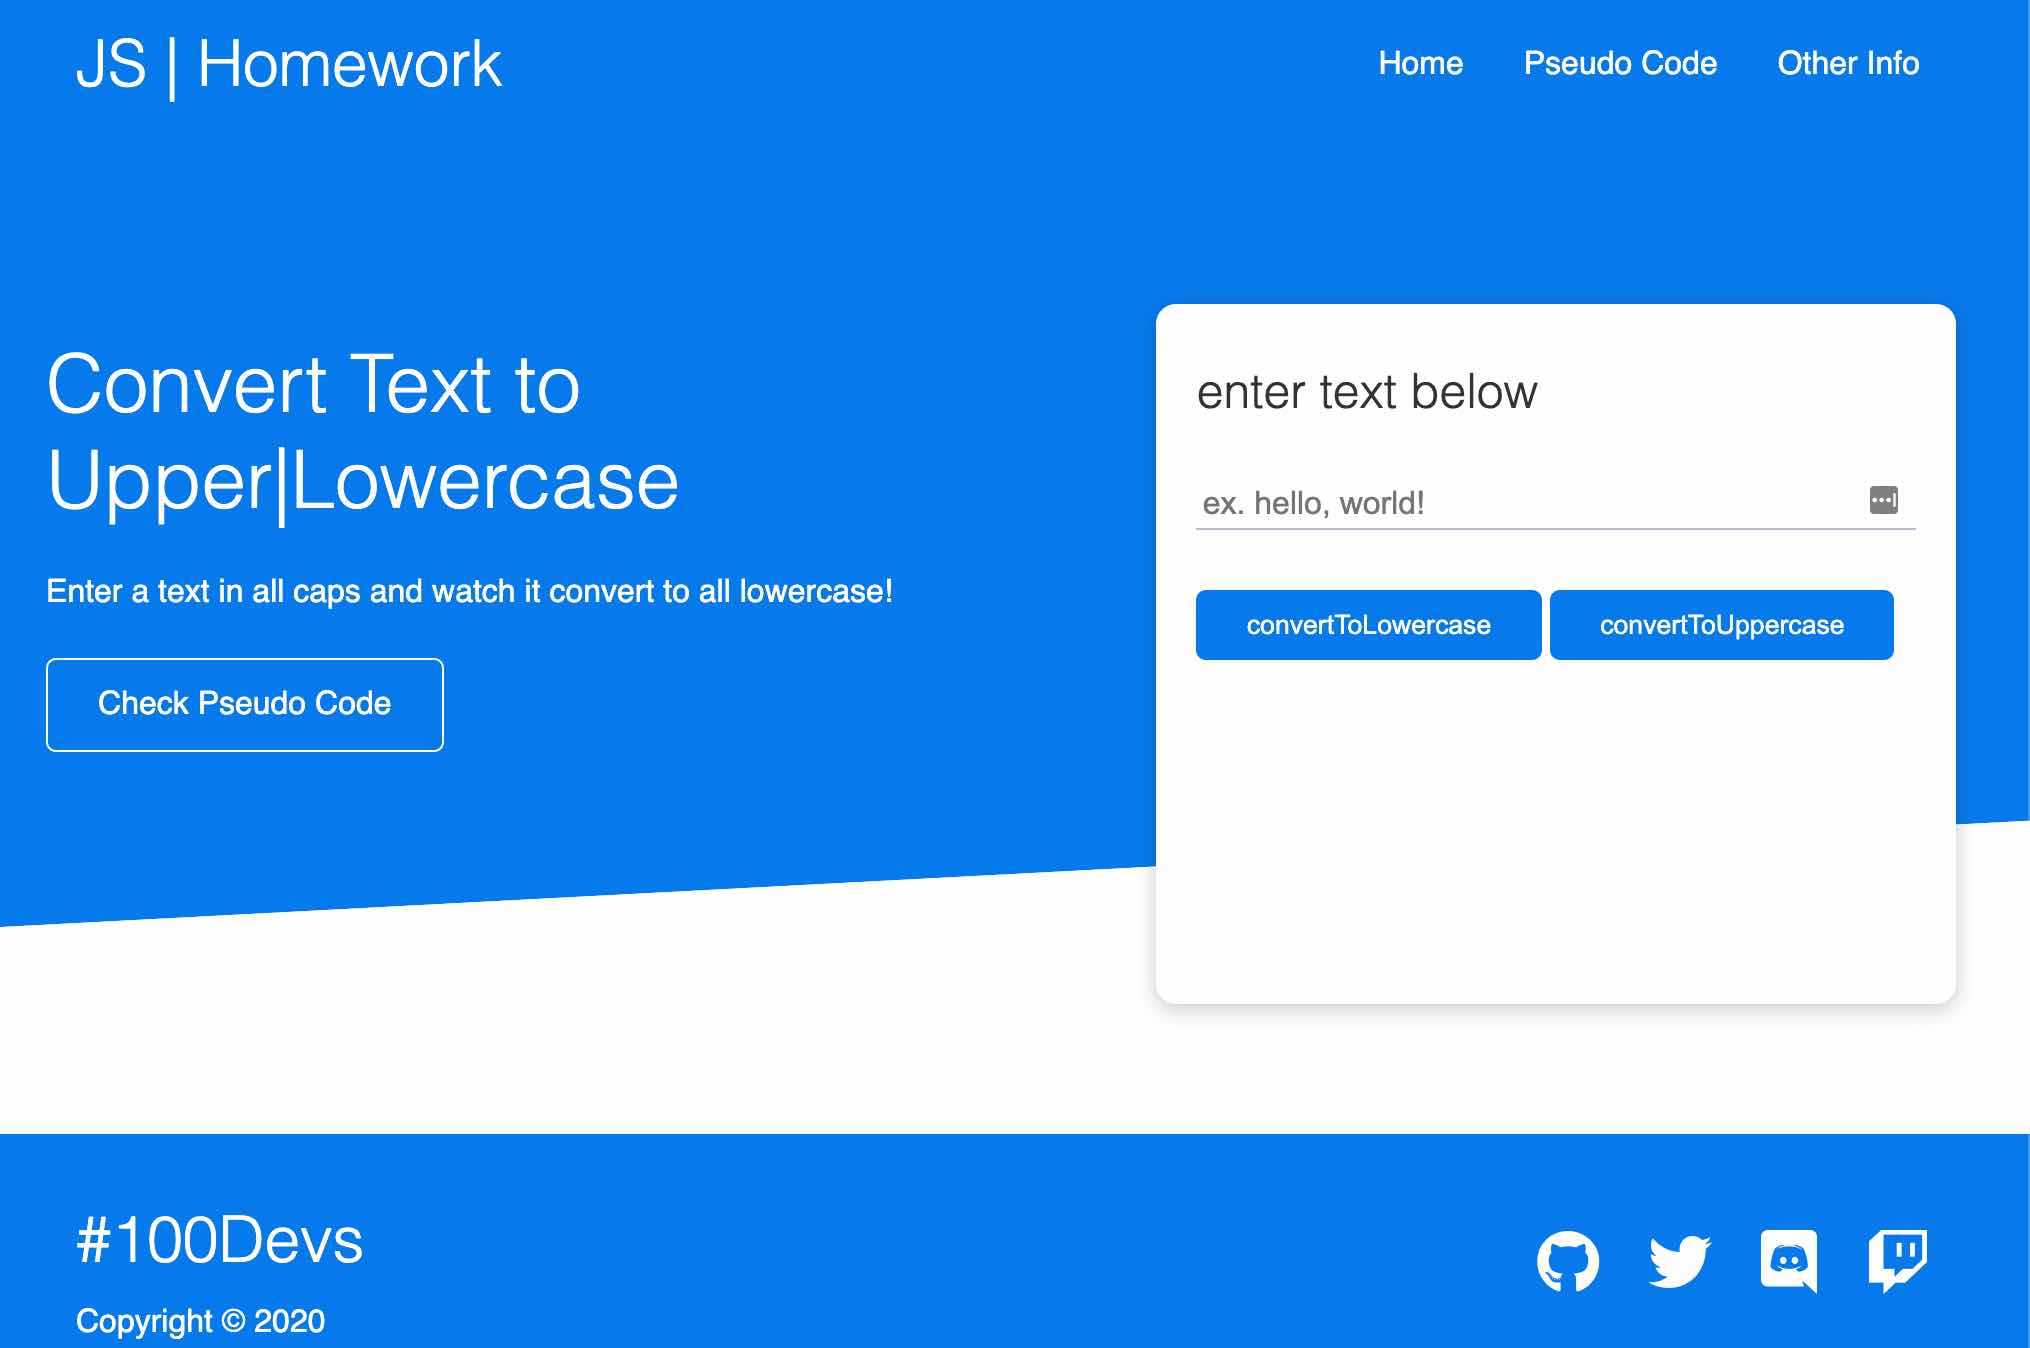 JS | Homework
Home
Pseudo Code
Other Info
Convert Text to
Upper|Lowercase
Enter a text in all caps and watch it convert to all lowercase!
Check Pseudo Code
enter text below
ex. hello, world!
convertToLowercase
convertToUppercase
#100Devs
Copyright © 2020